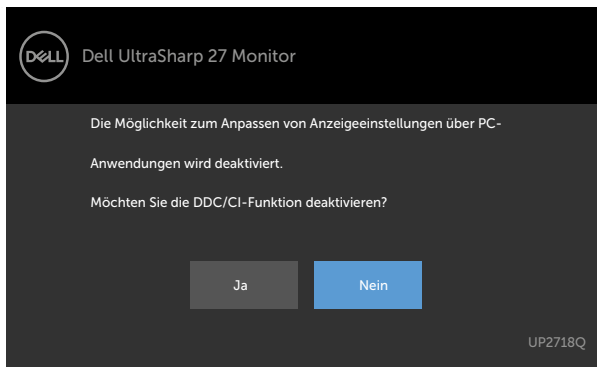 DELL
Dell UltraSharp 27 Monitor
Die Möglichkeit zum Anpassen von Anzeigeeinstellungen über PC-
Anwendungen wird deaktiviert.
Möchten Sie die DDC/CI-Funktion deaktivieren?
Ja
Nein
UP2718Q